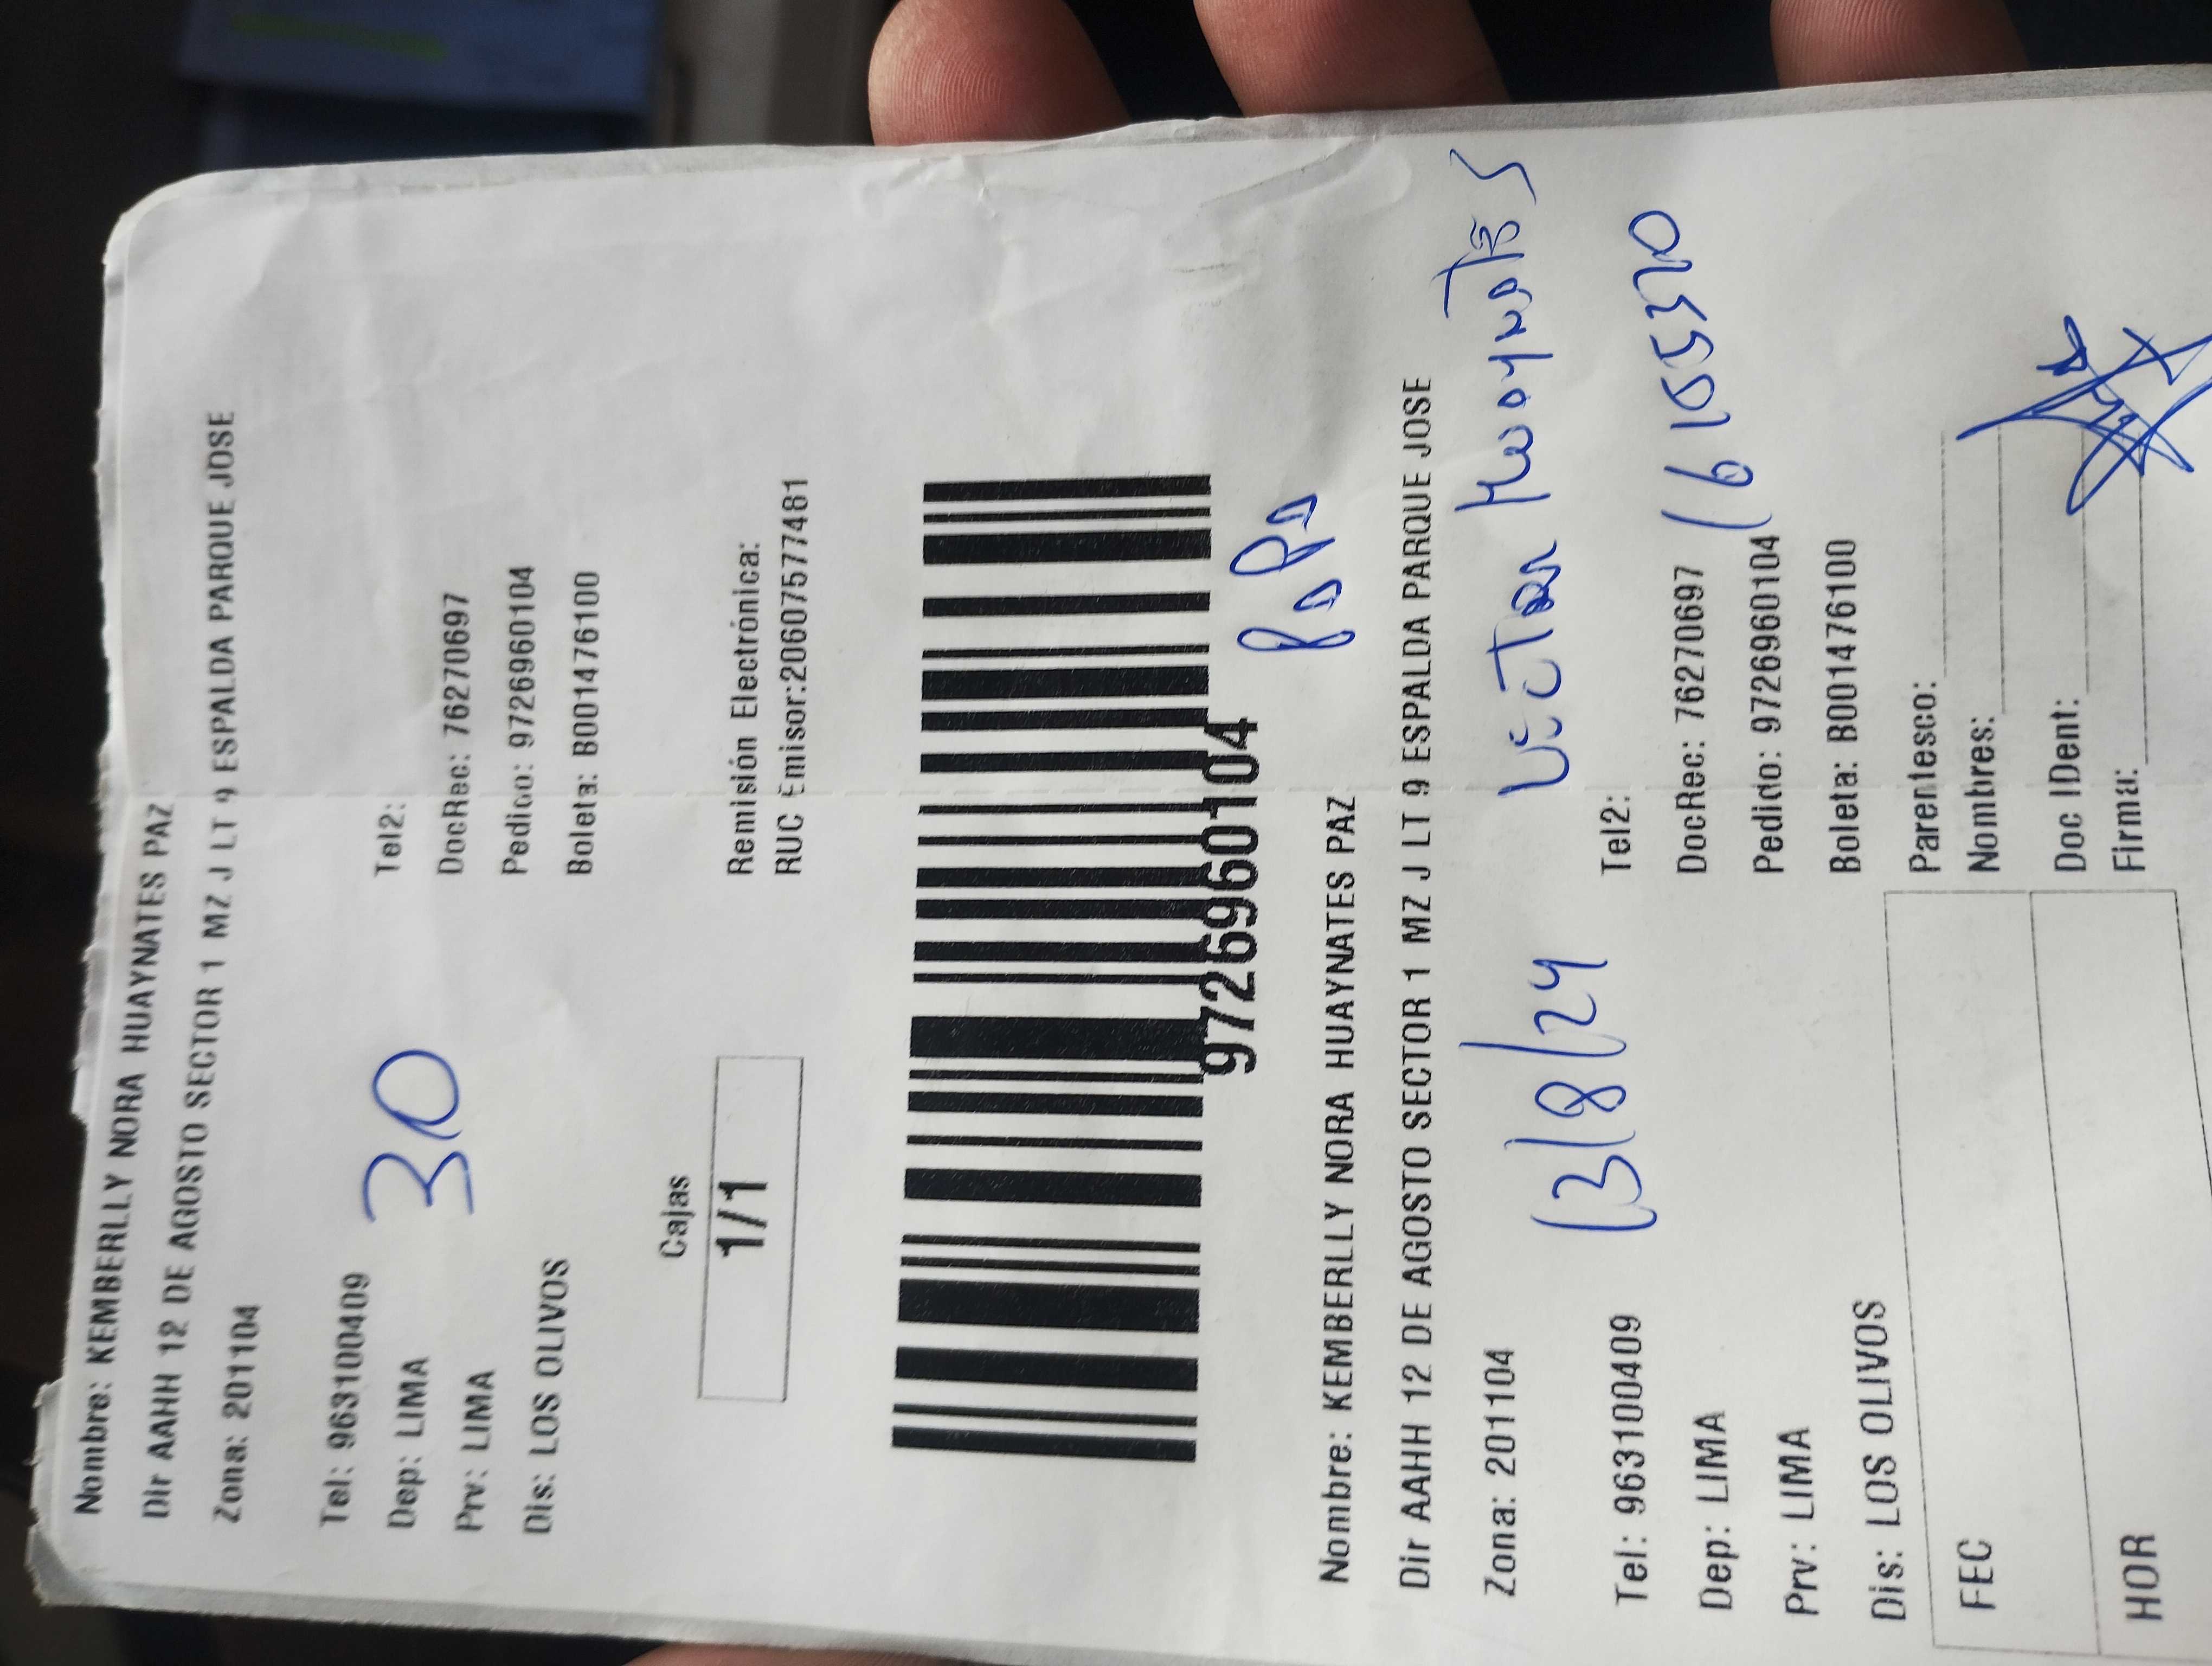 Nombre: KEMBERLLY NORA HUAYNATES PAZ
Dir AAHH 12 DE AGOSTO SECTOR 1 MZ J LT 9 ESPALDA PARQUE JOSE
Zona: 201104
Tel: 963100409
Tel2:
30
Dep: LIMA
DocRec: 76270697
Prv: LIMA
Pedido: 9726960104
Dis: LOS OLIVOS
Boleta: B001476100
Cajas
1/1
Remisión Electrónica:
RUC Emisor:20607577481
9726960104
PAPA
Nombre: KEMBERLLY NORA HUAYNATES PAZ
Dir AAHH 12 DE AGOSTO SECTOR 1 MZ J LT 9 ESPALDA PARQUE JOSE
Zona: 201104
13/8/24
Tel: 963100409
Tel2:
Dep: LIMA
DocRec: 76270697
Prv: LIMA
Pedido: 9726960104
Dis: LOS OLIVOS
Boleta: B001476100
FEC
Parentesco:
Nombres:
HOR
Doc IDent:
Firma: